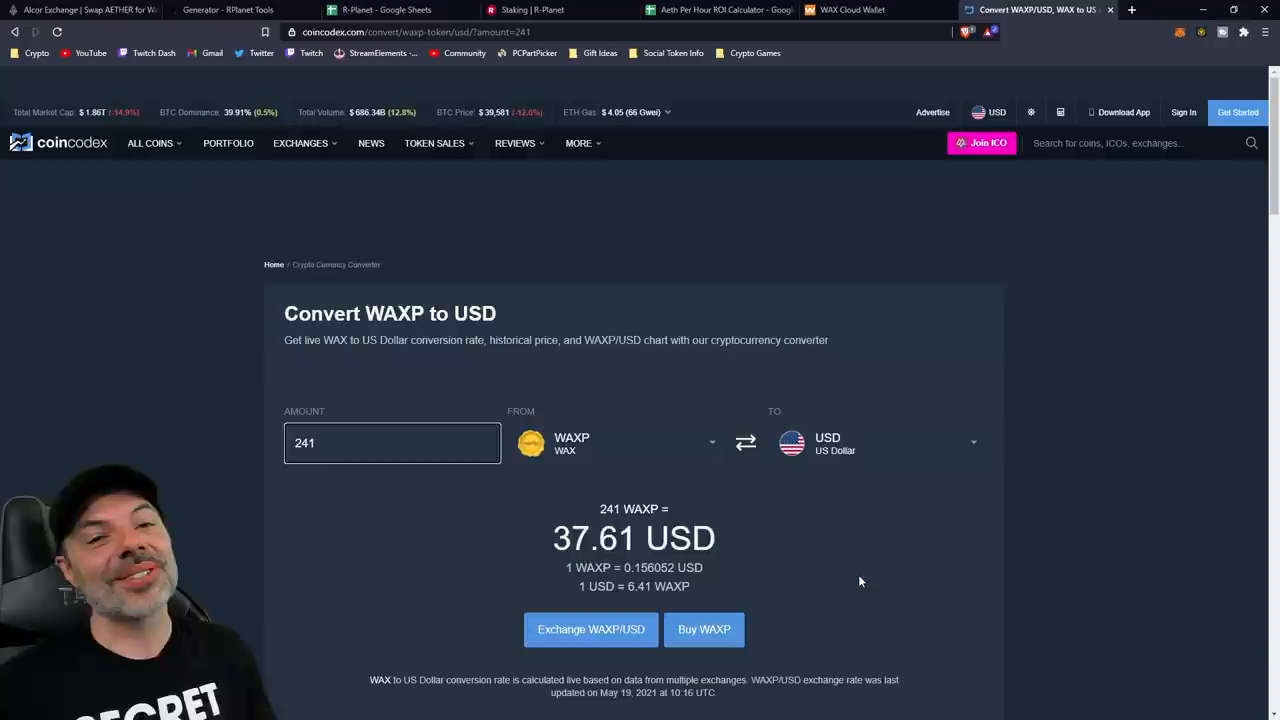 Alcor Exchange | Swap AETHER for W
Generator - RPlanet Tools
R-Planet - Google Sheets
Staking | R-Planet
Aeth Per Hour ROI Calculator - Googl
WAX Cloud Wallet
Convert WAXP/USD, WAX to US
coincodex.com/convert/waxp-token/usd/?amount=241
Crypto
YouTube
Twitch Dash
Gmail
Twitter
Twitch
StreamElements -
Community
PCPartPicker
Gift Ideas
Social Token Info
Crypto Games
Total Market Cap: $ 1.86T (-14.9%)
BTC Dominance: 39.91% (0.5%)
Total Volume: $ 686.34B (12.8%)
BTC Price: $ 39,581 (-12.0%)
ETH Gas: $ 4.05 (66 Gwei)
Advertise
USD
Download App
Sign In
Get Started
coincodex
ALL COINS
PORTFOLIO
EXCHANGES
NEWS
TOKEN SALES
REVIEWS
MORE
Join ICO
Search for coins, ICOs, exchanges...
Home / Crypto Currency Converter
Convert WAXP to USD
Get live WAX to US Dollar conversion rate, historical price, and WAXP/USD chart with our cryptocurrency converter
AMOUNT
FROM
TO
241
WAXP
WAX
USD
US Dollar
241 WAXP =
37.61 USD
1 WAXP = 0.156052 USD
1 USD = 6.41 WAXP
Exchange WAXP/USD
Buy WAXP
WAX to US Dollar conversion rate is calculated live based on data from multiple exchanges. WAXP/USD exchange rate was last
updated on May 19, 2021 at 10:16 UTC.
SECRET